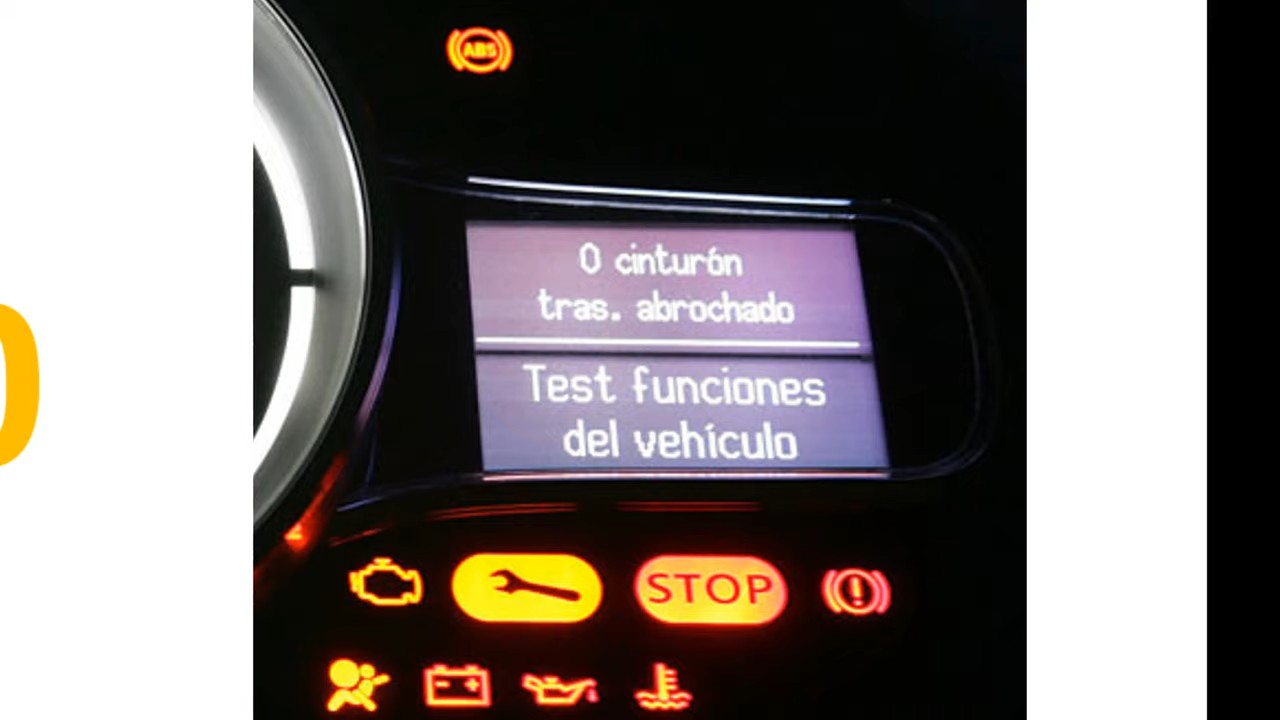 ABS
0 cinturón
tras. abrochado
Test funciones
del vehículo
STOP